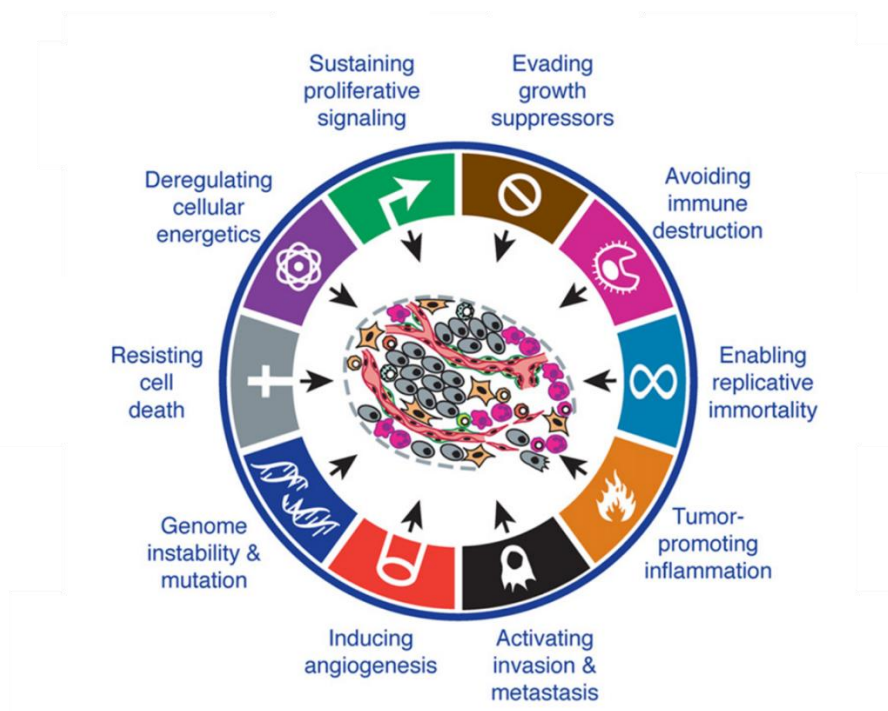 Sustaining
proliferative
signaling
Evading
growth
suppressors
Avoiding
immune
destruction
Enabling
replicative
immortality
Tumor-
promoting
inflammation
Activating
invasion &
metastasis
Inducing
angiogenesis
Genome
instability &
mutation
Resisting
cell
death
Deregulating
cellular
energetics